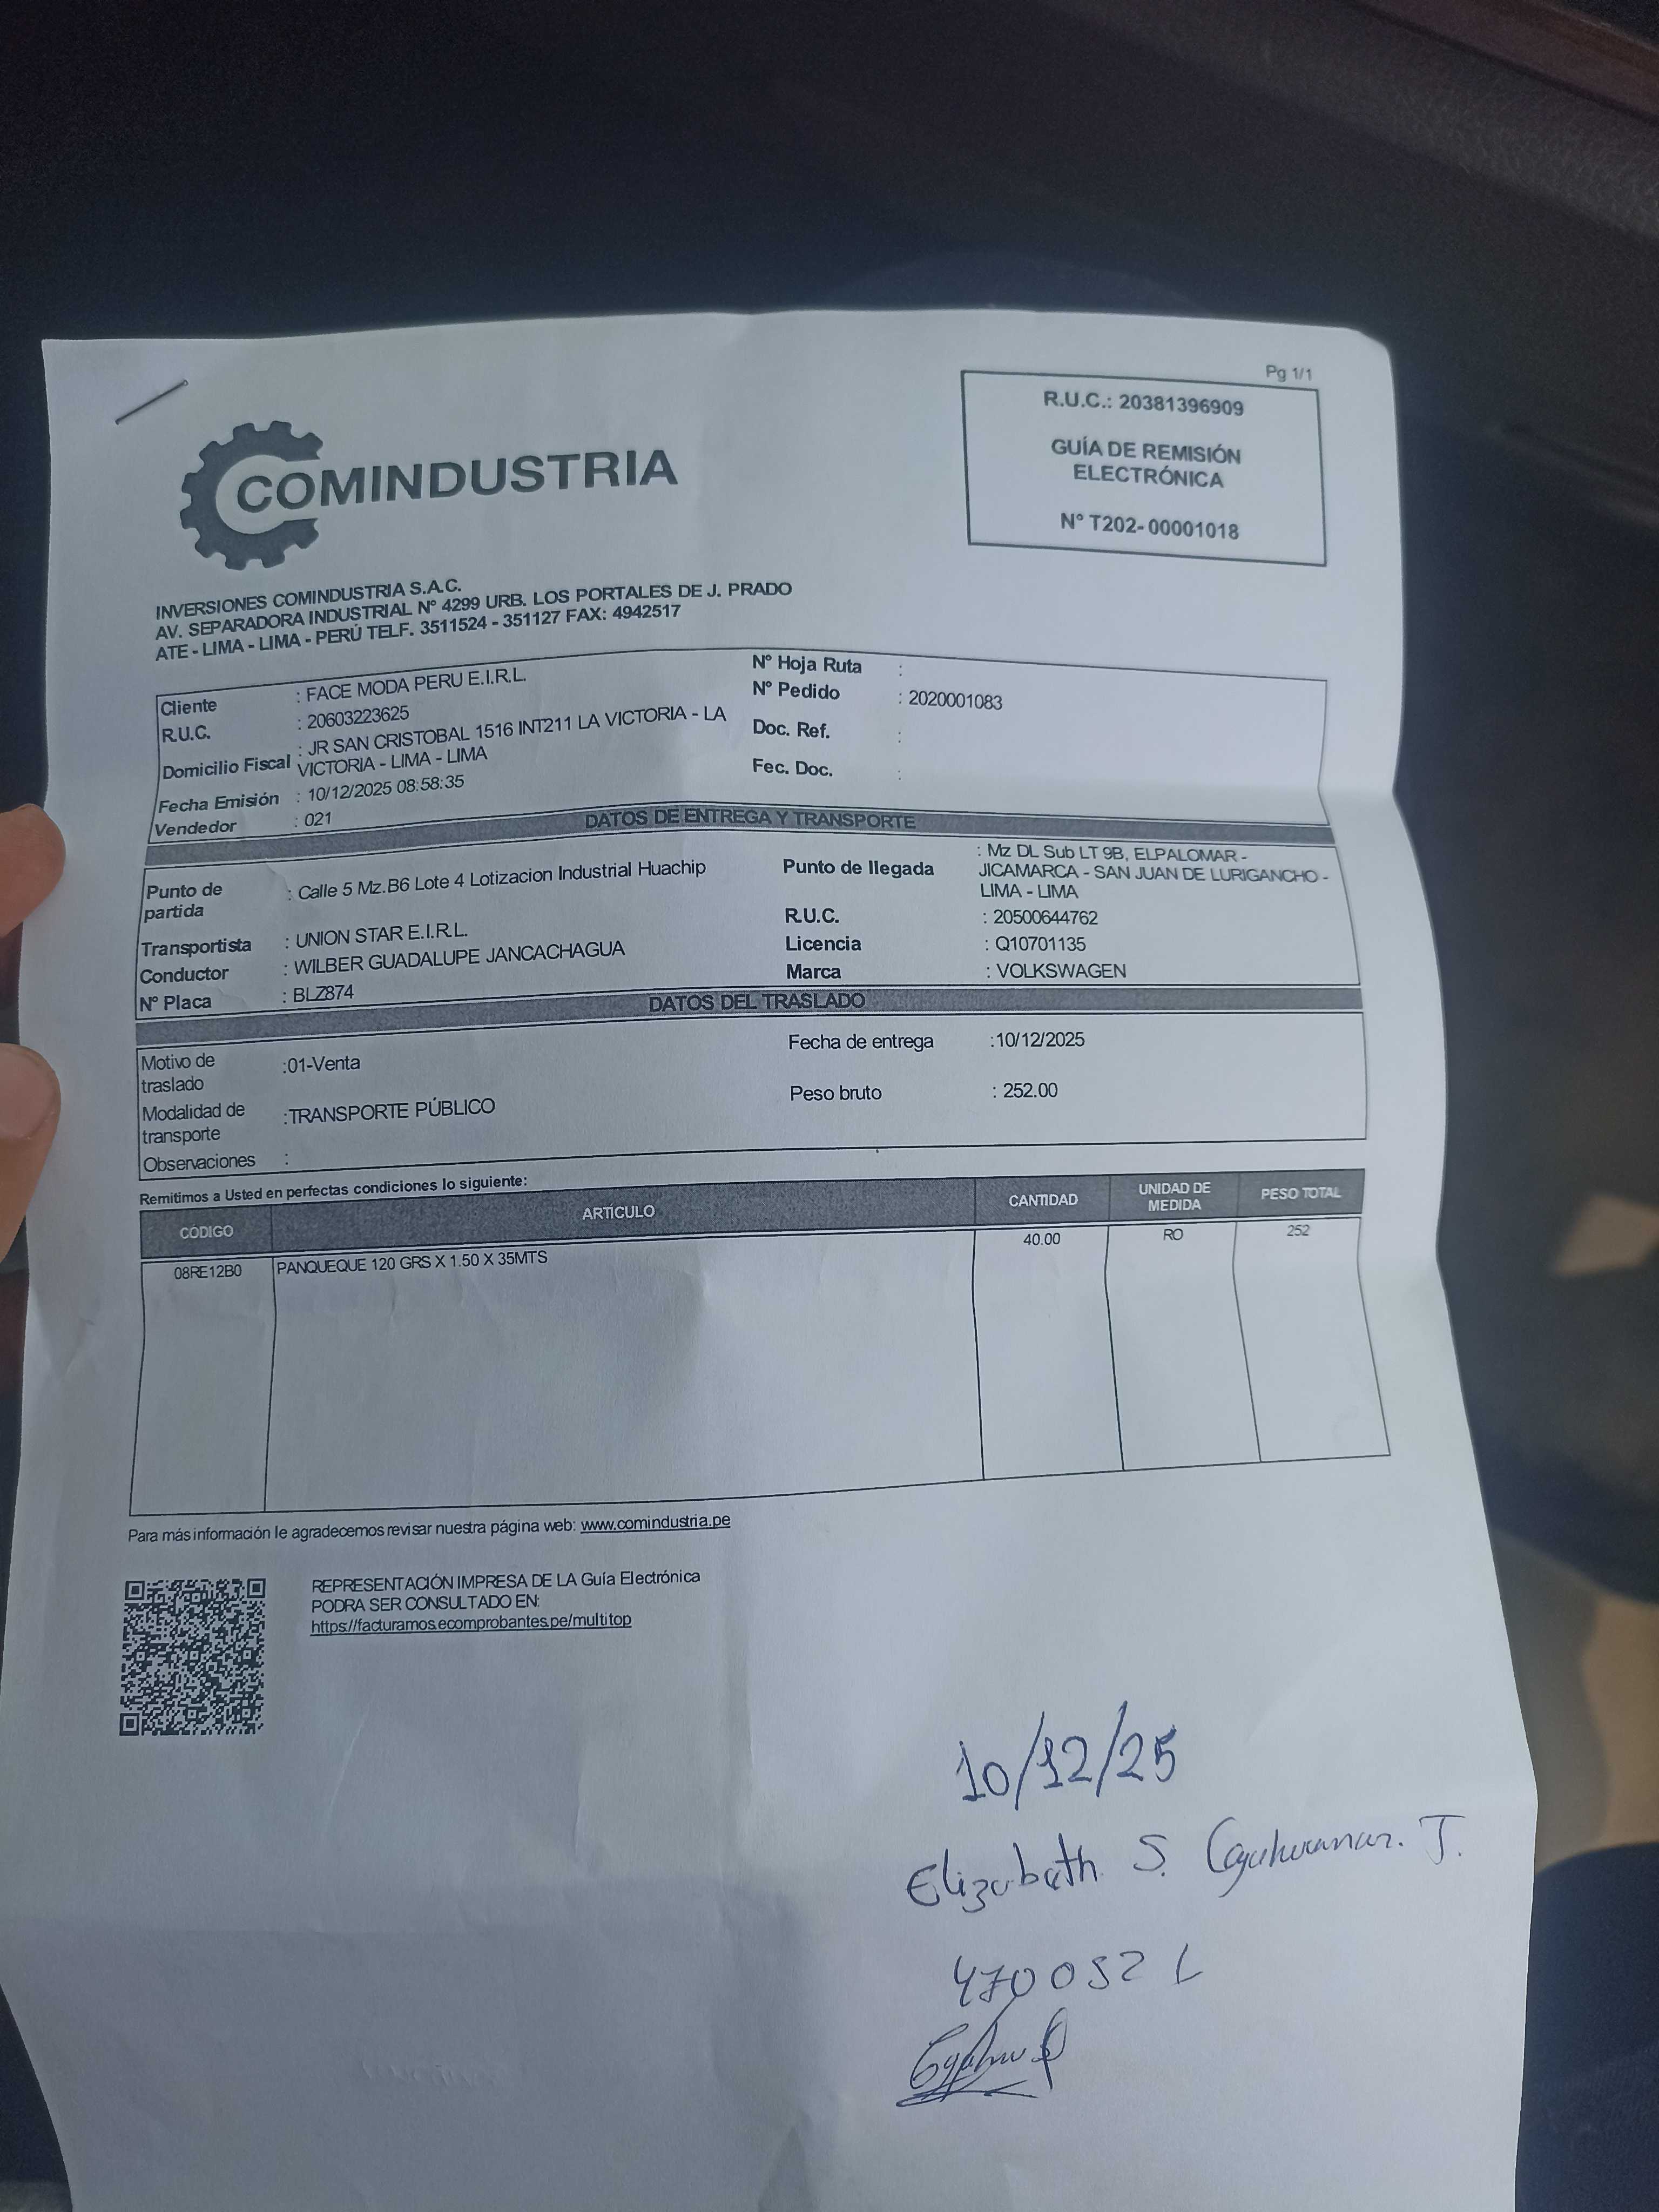 Pg 1/1
R.U.C.: 20381396909
GUÍA DE REMISIÓN
ELECTRÓNICA
Nº T202-00001018
COMINDUSTRIA
INVERSIONES COMINDUSTRIA S.A.C.
AV. SEPARADORA INDUSTRIAL Nº 4299 URB. LOS PORTALES DE J. PRADO
ATE - LIMA - LIMA - PERÚ TELF. 3511524 - 351127 FAX: 4942517
Cliente : FACE MODA PERU E.I.R.L.
R.U.C. : 20603223625
Domicilio Fiscal : JR SAN CRISTOBAL 1516 INT211 LA VICTORIA - LA
VICTORIA - LIMA - LIMA
Fecha Emisión : 10/12/2025 08:58:35
Vendedor : 021
Nº Hoja Ruta :
Nº Pedido : 2020001083
Doc. Ref. :
Fec. Doc. :
DATOS DE ENTREGA Y TRANSPORTE
Punto de
partida : Calle 5 Mz.B6 Lote 4 Lotizacion Industrial Huachip
Transportista : UNION STAR E.I.R.L.
Conductor : WILBER GUADALUPE JANCACHAGUA
Nº Placa : BLZ874
Punto de llegada : Mz DL Sub LT 9B, ELPALOMAR -
JICAMARCA - SAN JUAN DE LURIGANCHO -
LIMA - LIMA
R.U.C. : 20500644762
Licencia : Q10701135
Marca : VOLKSWAGEN
DATOS DEL TRASLADO
Motivo de
traslado :01-Venta
Modalidad de
transporte :TRANSPORTE PÚBLICO
Observaciones :
Fecha de entrega :10/12/2025
Peso bruto : 252.00
Remitimos a Usted en perfectas condiciones lo siguiente:
CÓDIGO ARTÍCULO CANTIDAD UNIDAD DE MEDIDA PESO TOTAL
08RE12B0 PANQUEQUE 120 GRS X 1.50 X 35MTS 40.00 RO 252
Para más información le agradecemos revisar nuestra página web: www.comindustria.pe
REPRESENTACIÓN IMPRESA DE LA Guía Electrónica
PODRA SER CONSULTADO EN:
https://facturamos.ecomprobantes.pe/multitop
10/12/25
Elizabeth S. J.